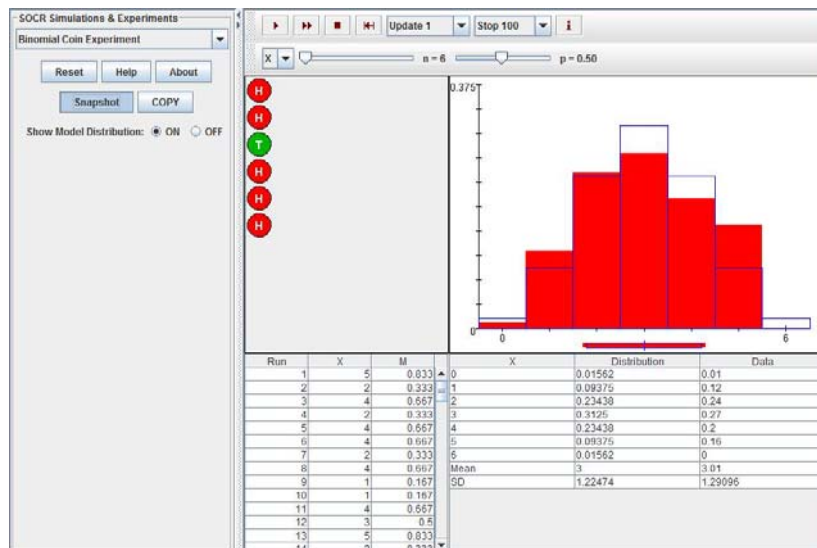 SOCR Simulations & Experiments
Binomial Coin Experiment
Reset Help About
Snapshot COPY
Show Model Distribution: ON OFF
Update 1 Stop 100 i
X n = 6 p = 0.50
H
H
T
H
H
H
0.375
0
0 6
Run X M
1 5 0.833
2 2 0.333
3 4 0.667
4 2 0.333
5 4 0.667
6 4 0.667
7 2 0.333
8 4 0.667
9 1 0.167
10 1 0.167
11 4 0.667
12 3 0.5
13 5 0.833
X Distribution Data
0 0.01562 0.01
1 0.09375 0.12
2 0.23438 0.24
3 0.3125 0.27
4 0.23438 0.2
5 0.09375 0.16
6 0.01562 0
Mean 3 3.01
SD 1.22474 1.29096